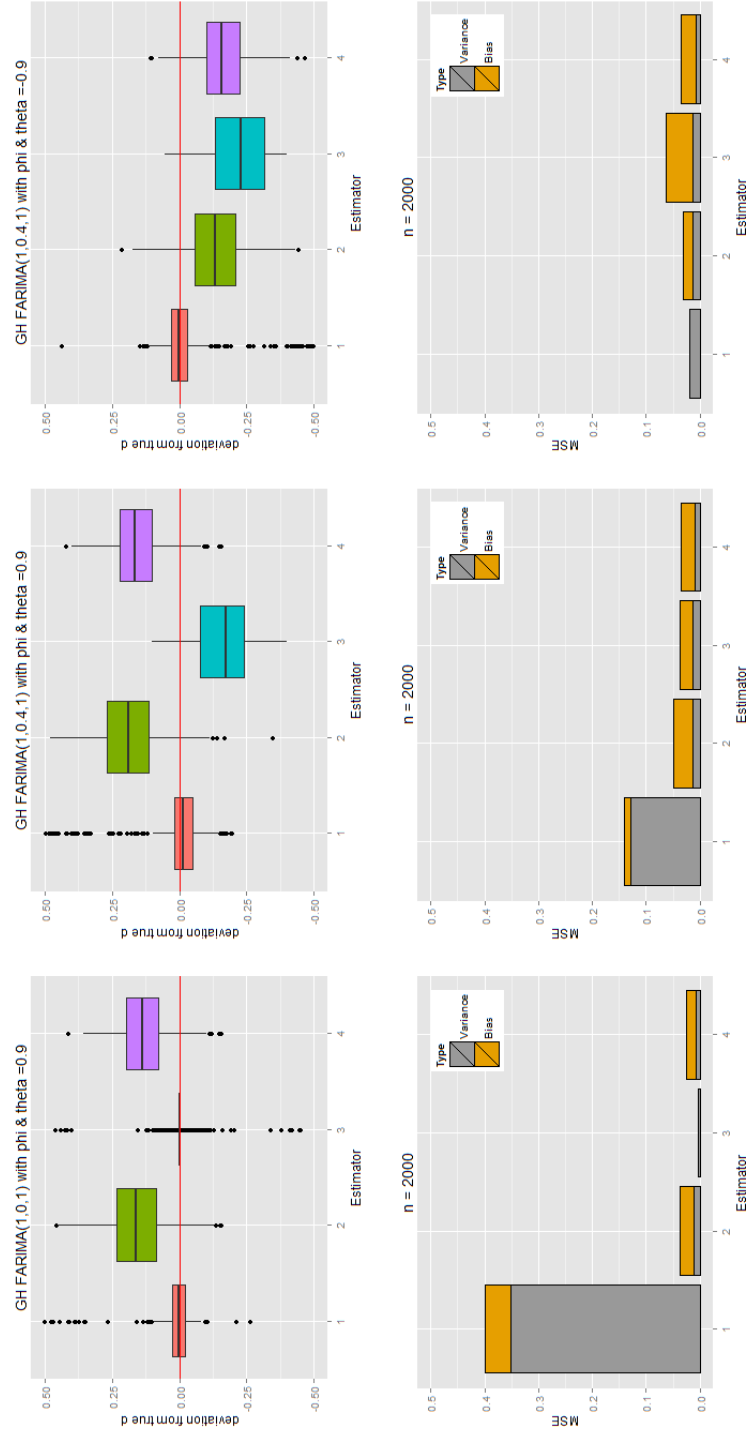 GH FARIMA(1,0,1) with phi & theta =0.9
deviation from true d
0.50
0.25
0.00
-0.25
-0.50
1
2
3
4
Estimator
GH FARIMA(1,0.4,1) with phi & theta =0.9
deviation from true d
0.50
0.25
0.00
-0.25
-0.50
1
2
3
4
Estimator
GH FARIMA(1,0.4,1) with phi & theta =-0.9
deviation from true d
0.50
0.25
0.00
-0.25
-0.50
1
2
3
4
Estimator
n = 2000
MSE
0.5
0.4
0.3
0.2
0.1
0.0
Type
Variance
Bias
1
2
3
4
Estimator
n = 2000
MSE
0.5
0.4
0.3
0.2
0.1
0.0
Type
Variance
Bias
1
2
3
4
Estimator
n = 2000
MSE
0.5
0.4
0.3
0.2
0.1
0.0
Type
Variance
Bias
1
2
3
4
Estimator